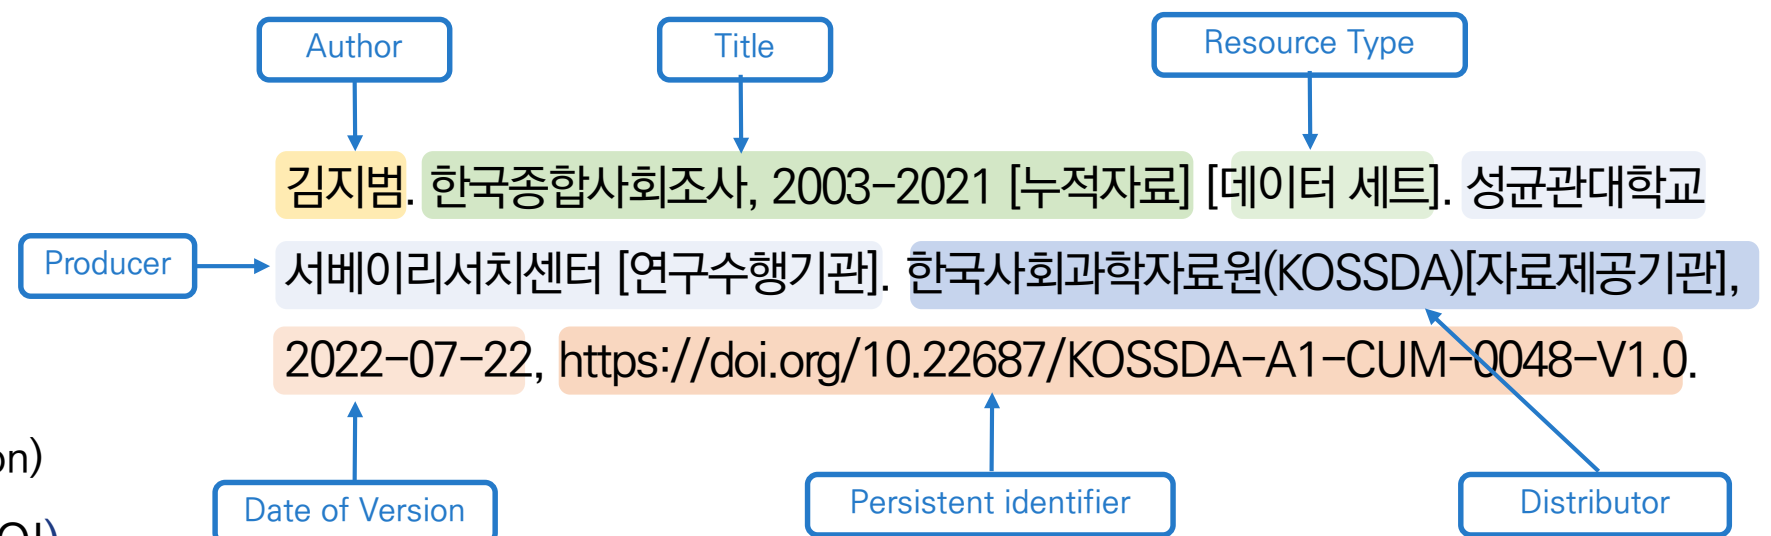 Author
Title
Resource Type
김지범. 한국종합사회조사, 2003-2021 [누적자료] [데이터 세트]. 성균관대학교
Producer
서베이리서치센터 [연구수행기관]. 한국사회과학자료원(KOSSDA)[자료제공기관],
2022-07-22, https://doi.org/10.22687/KOSSDA-A1-CUM-0048-V1.0.
on)
Date of Version
Persistent identifier
Distributor